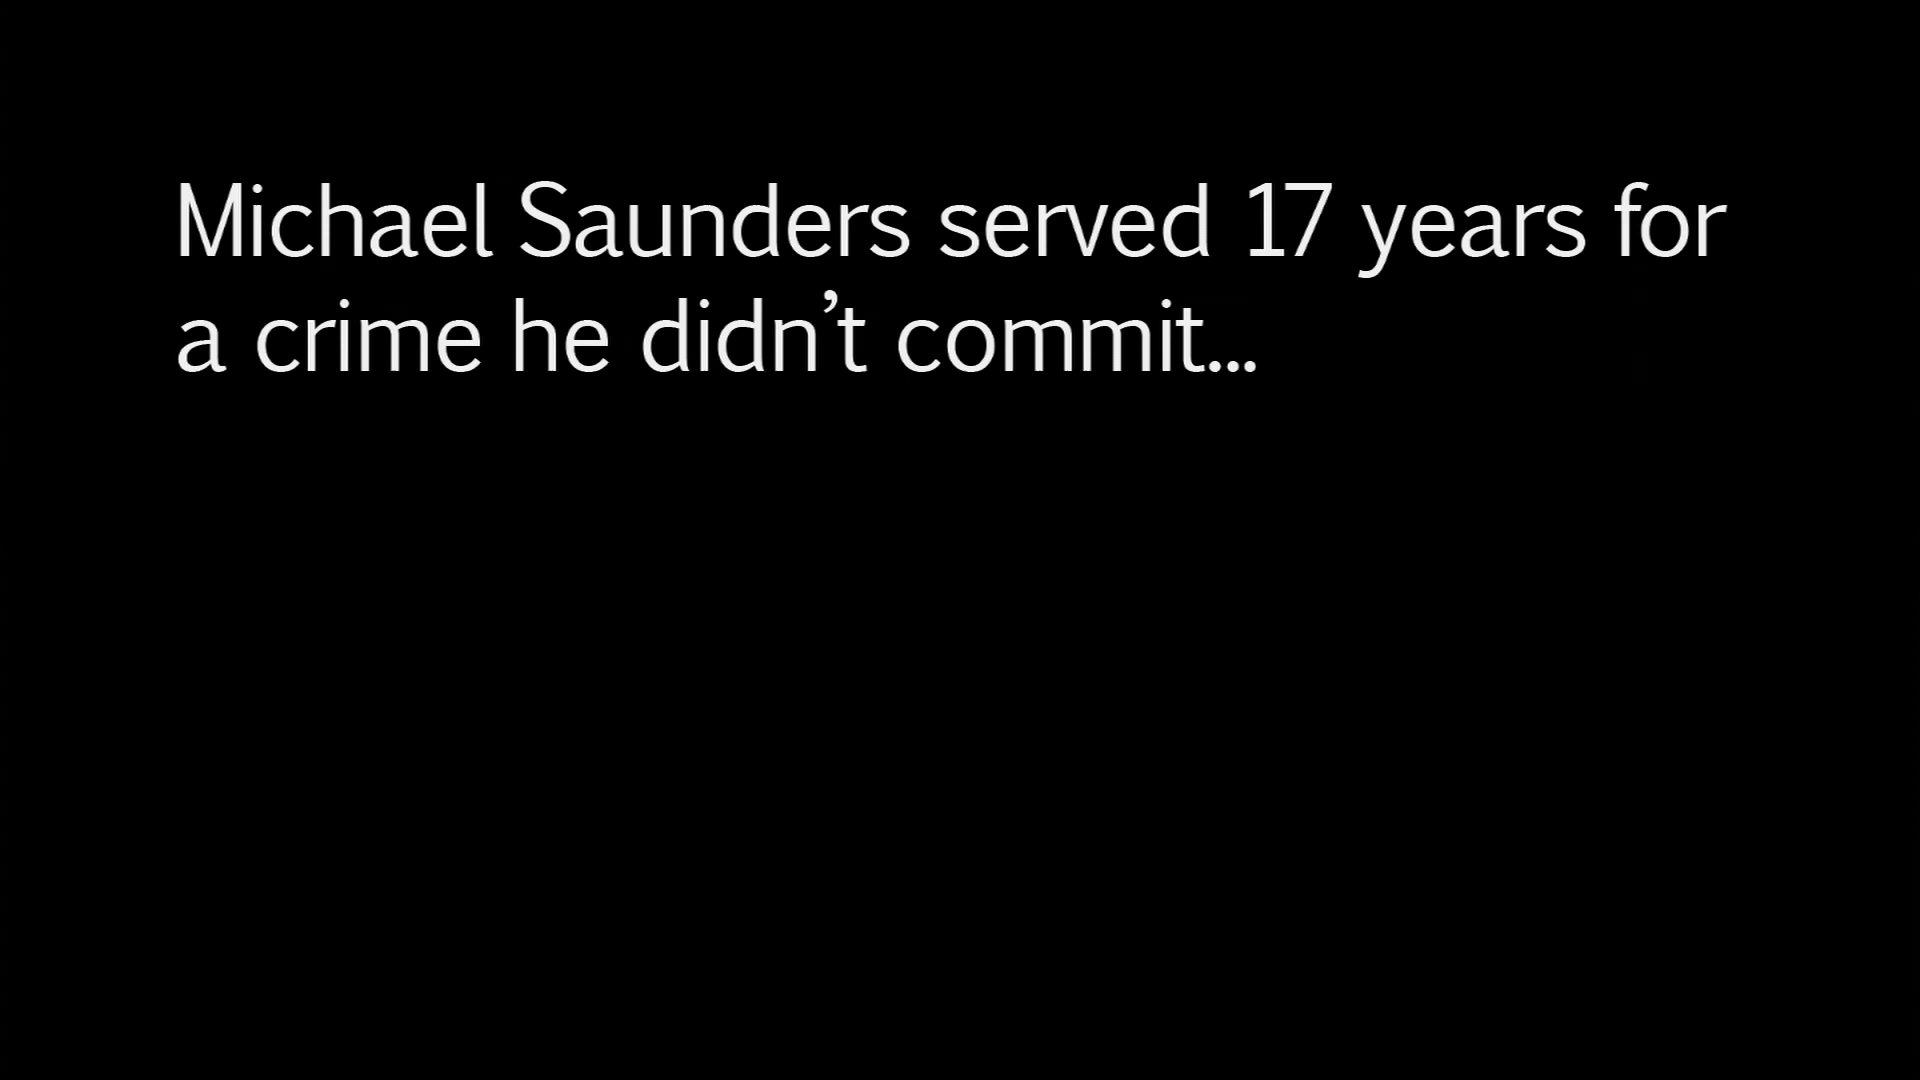 Michael Saunders served 17 years for
a crime he didn’t commit...